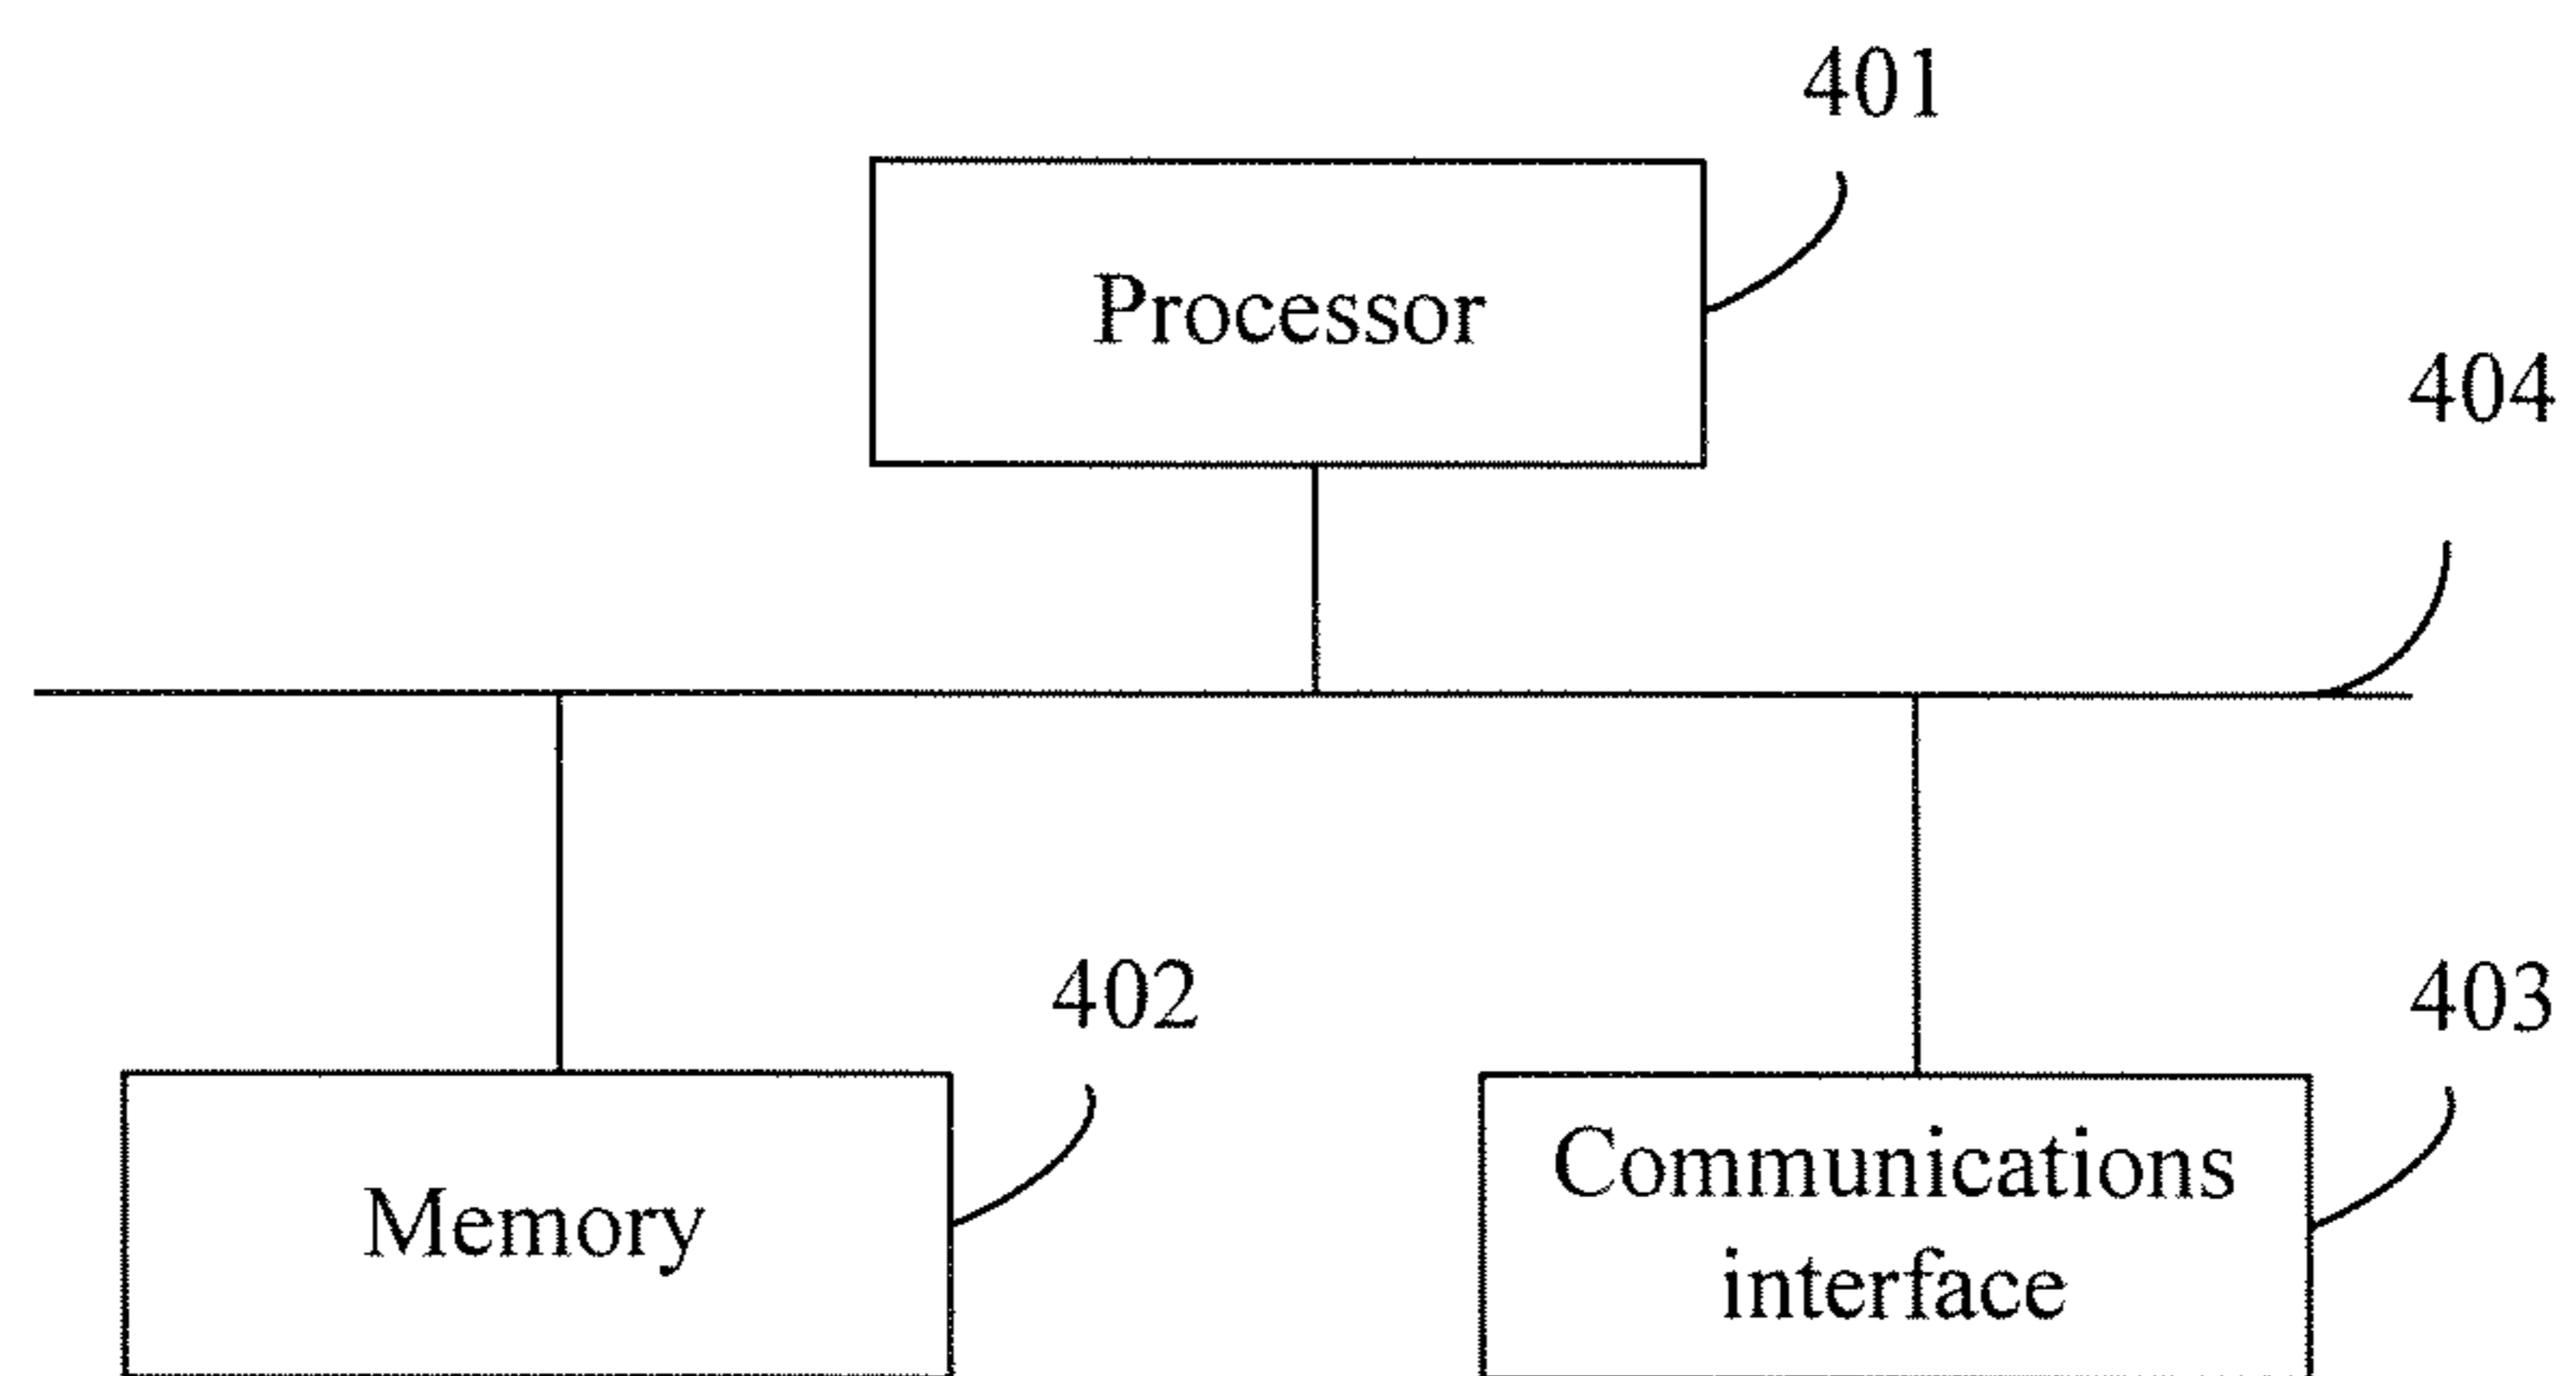 401
Processor
404
402
403
Memory
Communications
interface